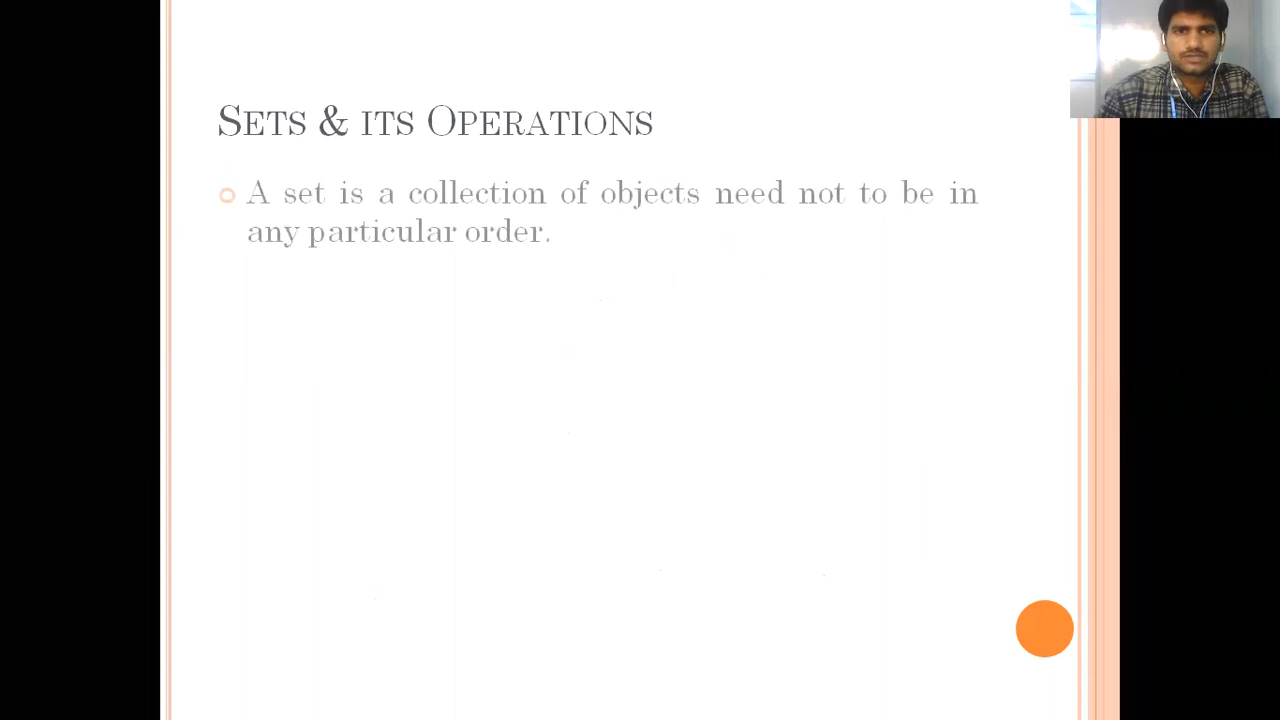 Sets & its Operations
A set is a collection of objects need not to be in
any particular order.